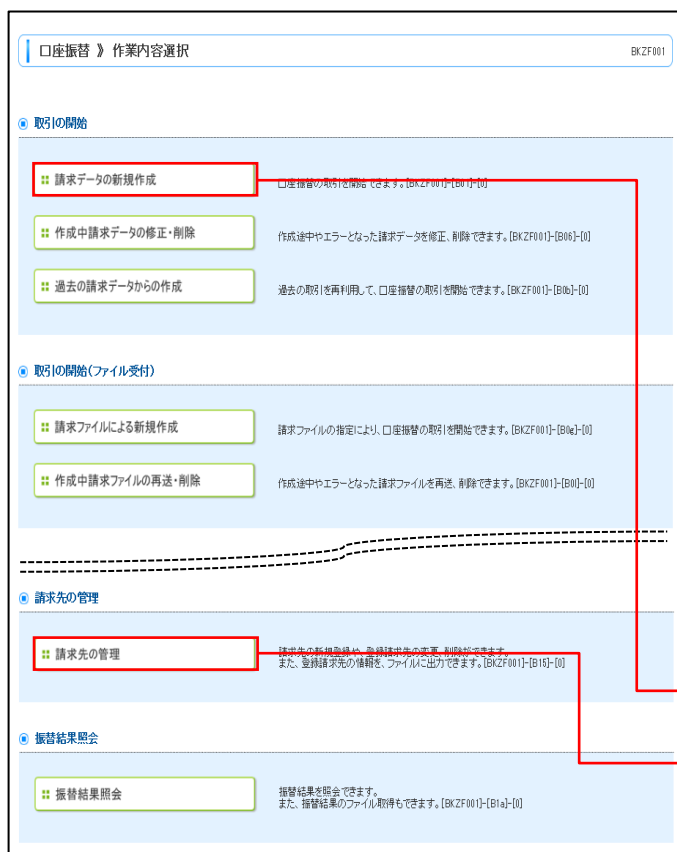 口座振替 》 作業内容選択
BKZF001
取引の開始
請求データの新規作成
口座振替の取引を開始できます。[BKZF001]-[B01]-[0]
作成中請求データの修正・削除
作成途中やエラーとなった請求データを修正、削除できます。[BKZF001]-[B06]-[0]
過去の請求データからの作成
過去の取引を再利用して、口座振替の取引を開始できます。[BKZF001]-[B0b]-[0]
取引の開始(ファイル受付)
請求ファイルによる新規作成
請求ファイルの指定により、口座振替の取引を開始できます。[BKZF001]-[B0g]-[0]
作成中請求ファイルの再送・削除
作成途中やエラーとなった請求ファイルを再送、削除できます。[BKZF001]-[B0l]-[0]
請求先の管理
請求先の管理
請求先の新規登録や、登録請求先の変更、削除ができます。
また、登録請求先の情報を、ファイルに出力できます。[BKZF001]-[B15]-[0]
振替結果照会
振替結果照会
振替結果を照会できます。
また、振替結果のファイル取得もできます。[BKZF001]-[B1a]-[0]